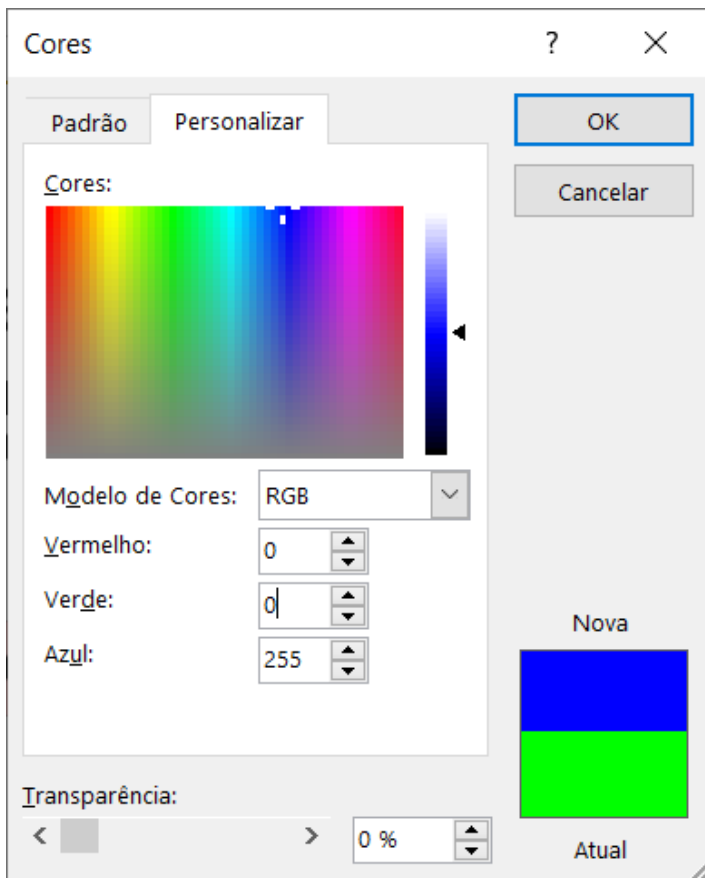 Cores ?
Padrão Personalizar OK
Cancelar
Cores:
Modelo de Cores: RGB
Vermelho: 0
Verde: 0
Azul: 255
Nova
Atual
Transparência:
0 %